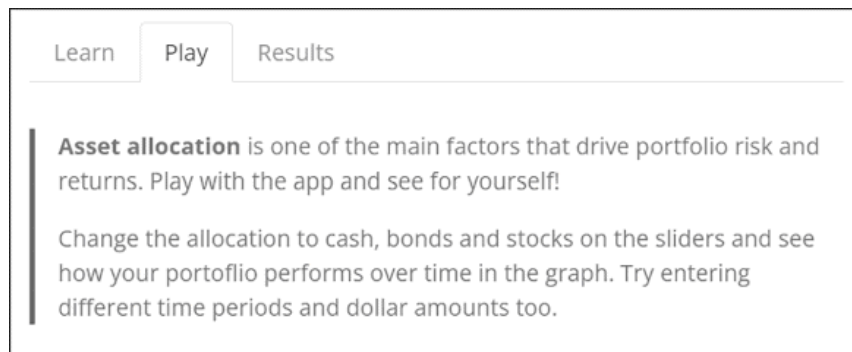 Learn Play Results
Asset allocation is one of the main factors that drive portfolio risk and
returns. Play with the app and see for yourself!
Change the allocation to cash, bonds and stocks on the sliders and see
how your portoflio performs over time in the graph. Try entering
different time periods and dollar amounts too.